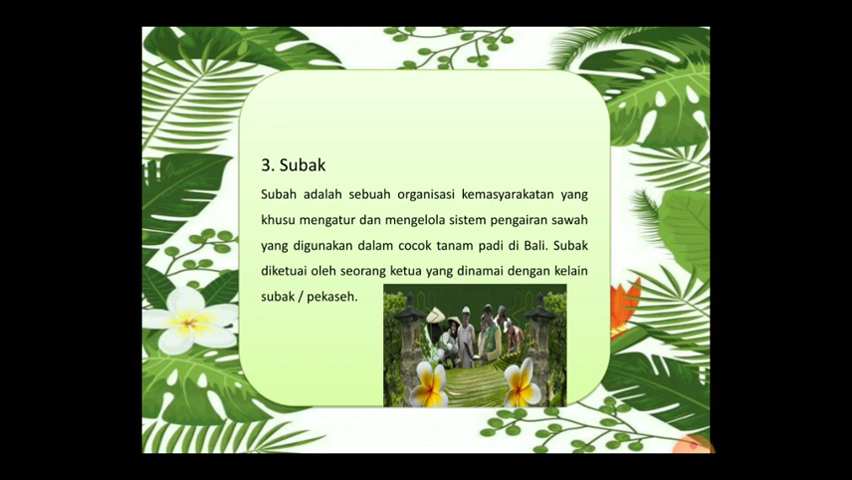 3. Subak
Subah adalah sebuah organisasi kemasyarakatan yang
khusu mengatur dan mengelola sistem pengairan sawah
yang digunakan dalam cocok tanam padi di Bali. Subak
diketuai oleh seorang ketua yang dinamai dengan kelain
subak / pekaseh.